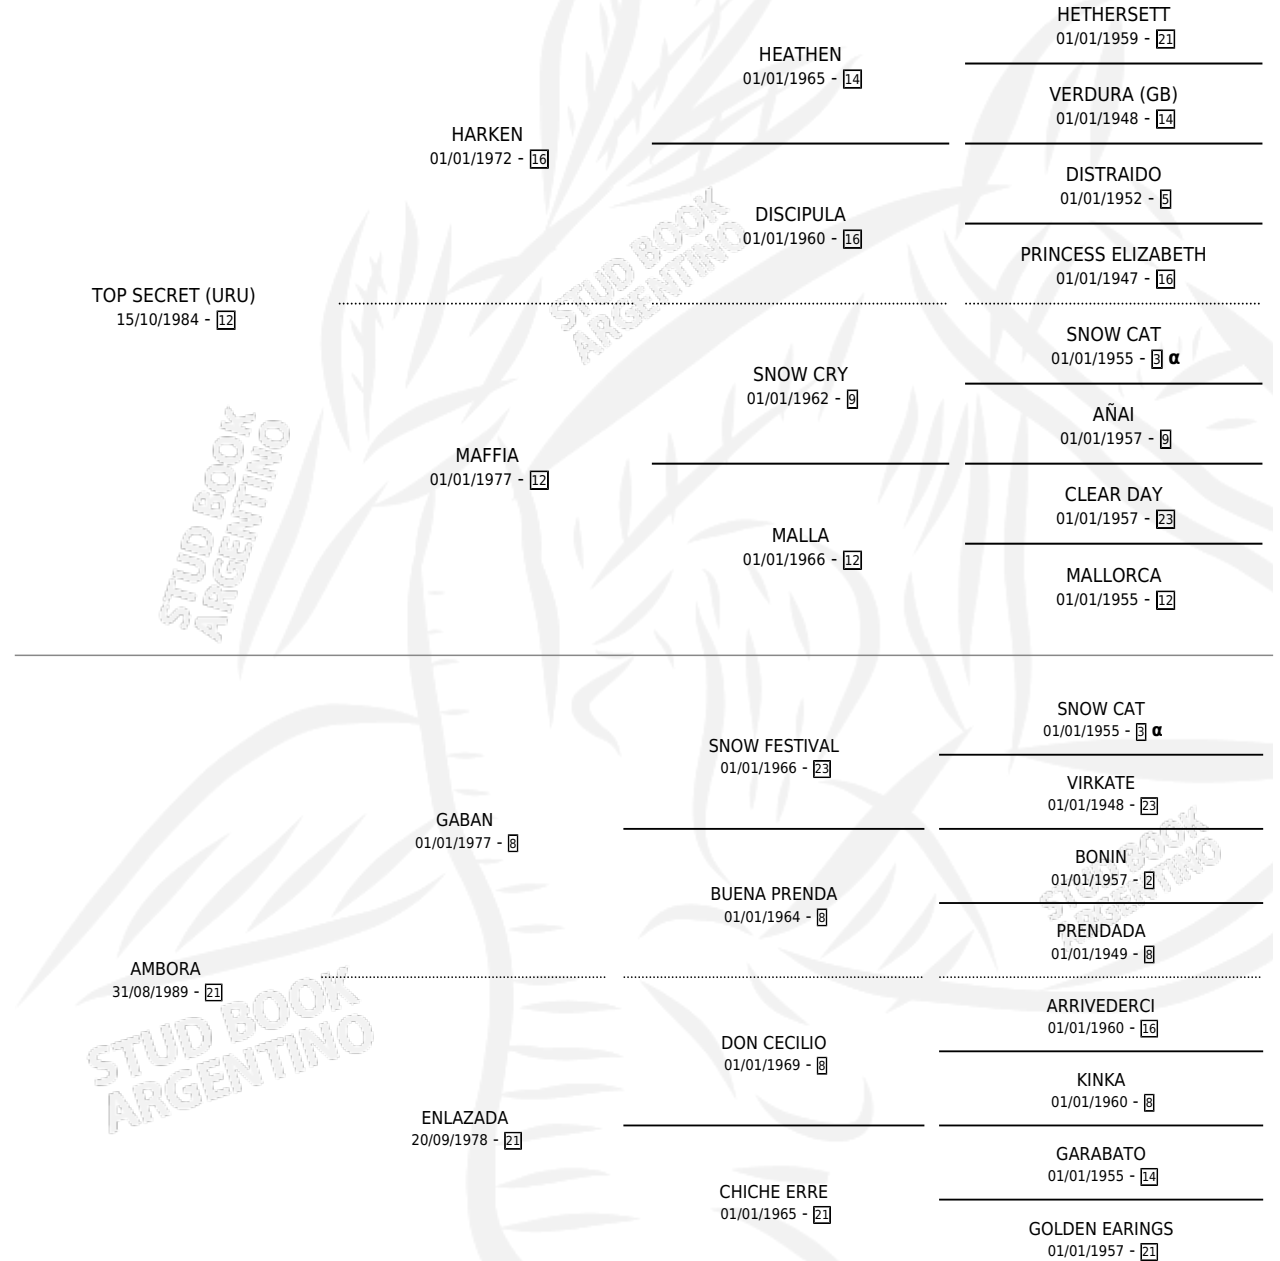 HETHERSETT
01/01/1959 - 21
HEATHEN
01/01/1965 - 14
VERDURA (GB)
01/01/1948 - 14
HARKEN
01/01/1972 - 16
DISTRAIDO
01/01/1952 - 5
DISCIPULA
01/01/1960 - 16
PRINCESS ELIZABETH
01/01/1947 - 16
TOP SECRET (URU)
15/10/1984 - 12
SNOW CAT
01/01/1955 - 3 α
SNOW CRY
01/01/1962 - 9
AÑAI
01/01/1957 - 9
MAFFIA
01/01/1977 - 12
CLEAR DAY
01/01/1957 - 23
MALLA
01/01/1966 - 12
MALLORCA
01/01/1955 - 12
SNOW CAT
01/01/1955 - 3 α
SNOW FESTIVAL
01/01/1966 - 23
VIRKATE
01/01/1948 - 23
GABAN
01/01/1977 - 8
BONIN
01/01/1957 - 2
BUENA PRENDA
01/01/1964 - 8
PRENDADA
01/01/1949 - 8
AMBORA
31/08/1989 - 21
ARRIVEDERCI
01/01/1960 - 16
DON CECILIO
01/01/1969 - 8
KINKA
01/01/1960 - 8
ENLAZADA
20/09/1978 - 21
GARABATO
01/01/1955 - 14
CHICHE ERRE
01/01/1965 - 21
GOLDEN EARINGS
01/01/1957 - 21
STUD BOOK
ARGENTINO
STUD BOOK
ARGENTINO
STUD BOOK
ARGENTINO
STUD BOOK
ARGENTINO